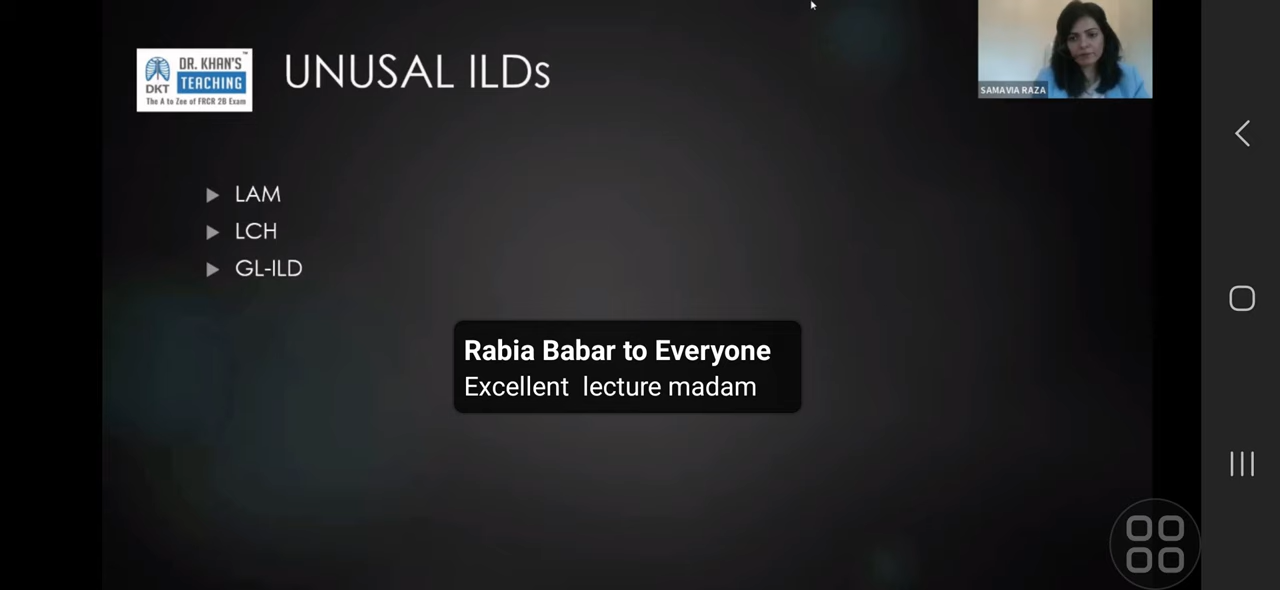 DR. KHAN'S
TEACHING
DKT
The A to Zee of FRCR 2B Exam
UNUSAL ILDs
SAMAVIA RAZA
LAM
LCH
GL-ILD
Rabia Babar to Everyone
Excellent lecture madam